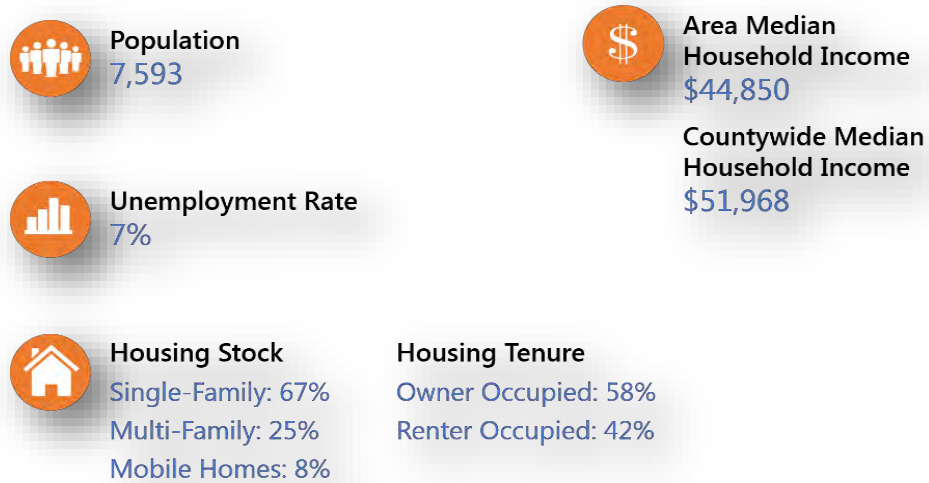 Population
7,593
Area Median
Household Income
$44,850
Countywide Median
Household Income
$51,968
Unemployment Rate
7%
Housing Stock
Single-Family: 67%
Multi-Family: 25%
Mobile Homes: 8%
Housing Tenure
Owner Occupied: 58%
Renter Occupied: 42%